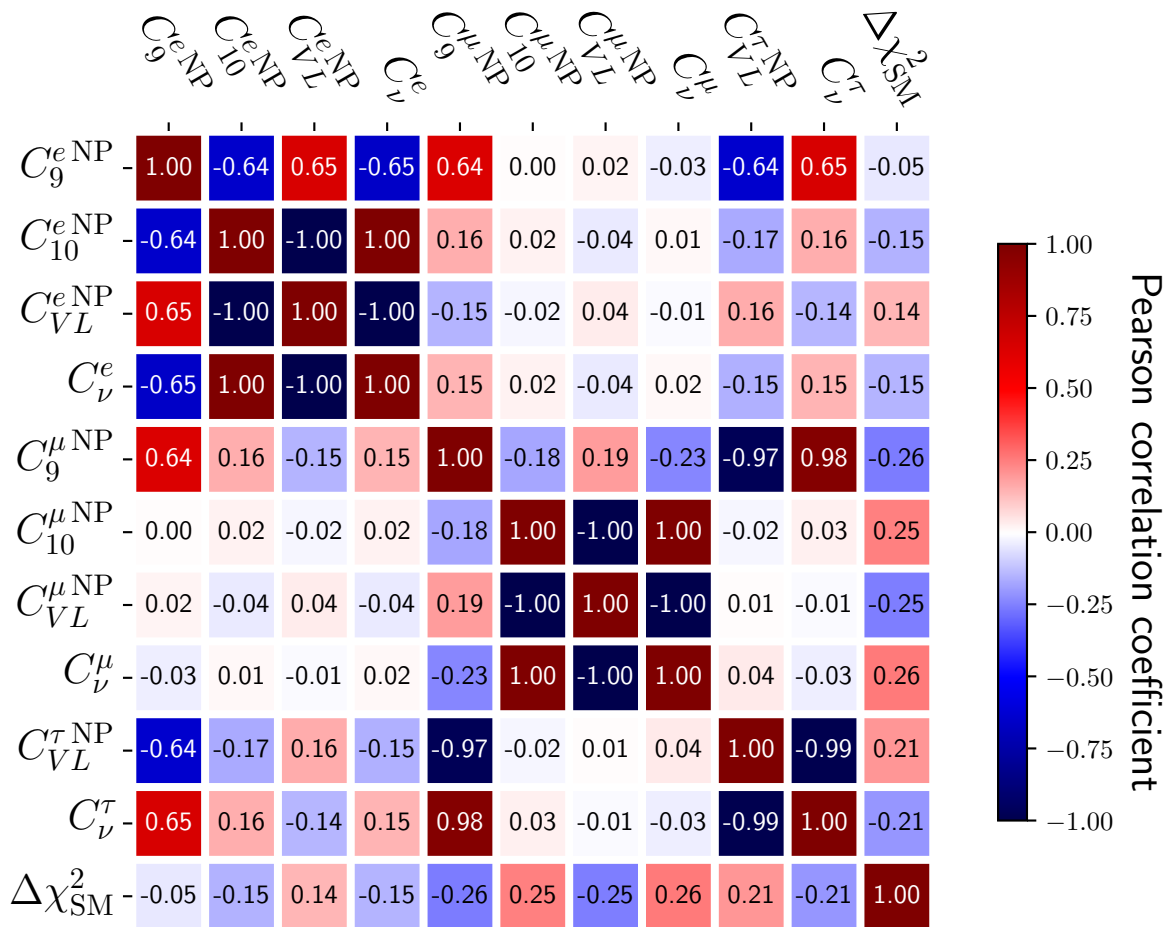 C_9^{e NP} C_{10}^{e NP} C_{VL}^{e NP} C_ν^e C_9^{μ NP} C_{10}^{μ NP} C_{VL}^{μ NP} C_ν^μ C_{VL}^{τ NP} C_ν^τ Δχ_{SM}^2
C_9^{e NP} 1.00 -0.64 0.65 -0.65 0.64 0.00 0.02 -0.03 -0.64 0.65 -0.05
C_{10}^{e NP} -0.64 1.00 -1.00 1.00 0.16 0.02 -0.04 0.01 -0.17 0.16 -0.15
C_{VL}^{e NP} 0.65 -1.00 1.00 -1.00 -0.15 -0.02 0.04 -0.01 0.16 -0.14 0.14
C_ν^e -0.65 1.00 -1.00 1.00 0.15 0.02 -0.04 0.02 -0.15 0.15 -0.15
C_9^{μ NP} 0.64 0.16 -0.15 0.15 1.00 -0.18 0.19 -0.23 -0.97 0.98 -0.26
C_{10}^{μ NP} 0.00 0.02 -0.02 0.02 -0.18 1.00 -1.00 1.00 -0.02 0.03 0.25
C_{VL}^{μ NP} 0.02 -0.04 0.04 -0.04 0.19 -1.00 1.00 -1.00 0.01 -0.01 -0.25
C_ν^μ -0.03 0.01 -0.01 0.02 -0.23 1.00 -1.00 1.00 0.04 -0.03 0.26
C_{VL}^{τ NP} -0.64 -0.17 0.16 -0.15 -0.97 -0.02 0.01 0.04 1.00 -0.99 0.21
C_ν^τ 0.65 0.16 -0.14 0.15 0.98 0.03 -0.01 -0.03 -0.99 1.00 -0.21
Δχ_{SM}^2 -0.05 -0.15 0.14 -0.15 -0.26 0.25 -0.25 0.26 0.21 -0.21 1.00
1.00
0.75
0.50
0.25
0.00
−0.25
−0.50
−0.75
−1.00
Pearson correlation coefficient